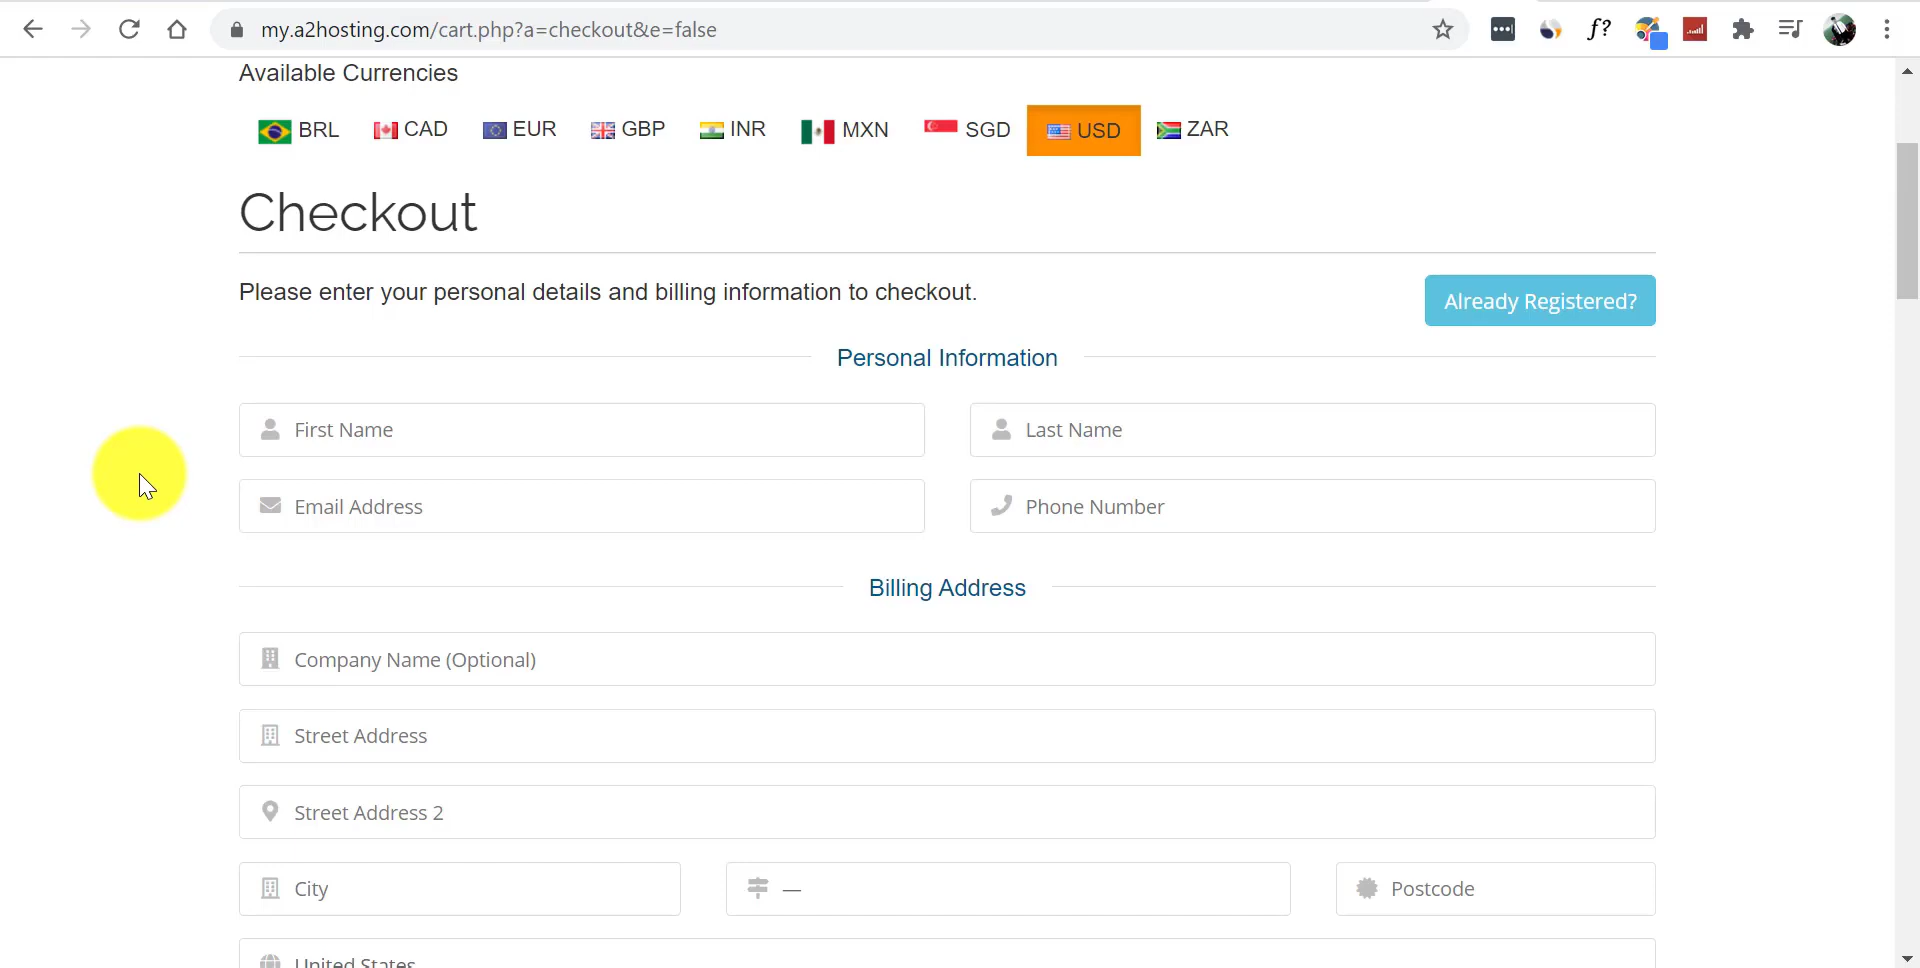 my.a2hosting.com/cart.php?a=checkout&e=false
f?
Available Currencies
BRL CAD EUR GBP INR MXN SGD USD ZAR
Checkout
Please enter your personal details and billing information to checkout.
Already Registered?
Personal Information
First Name Last Name
Email Address Phone Number
Billing Address
Company Name (Optional)
Street Address
Street Address 2
City — Postcode
United States